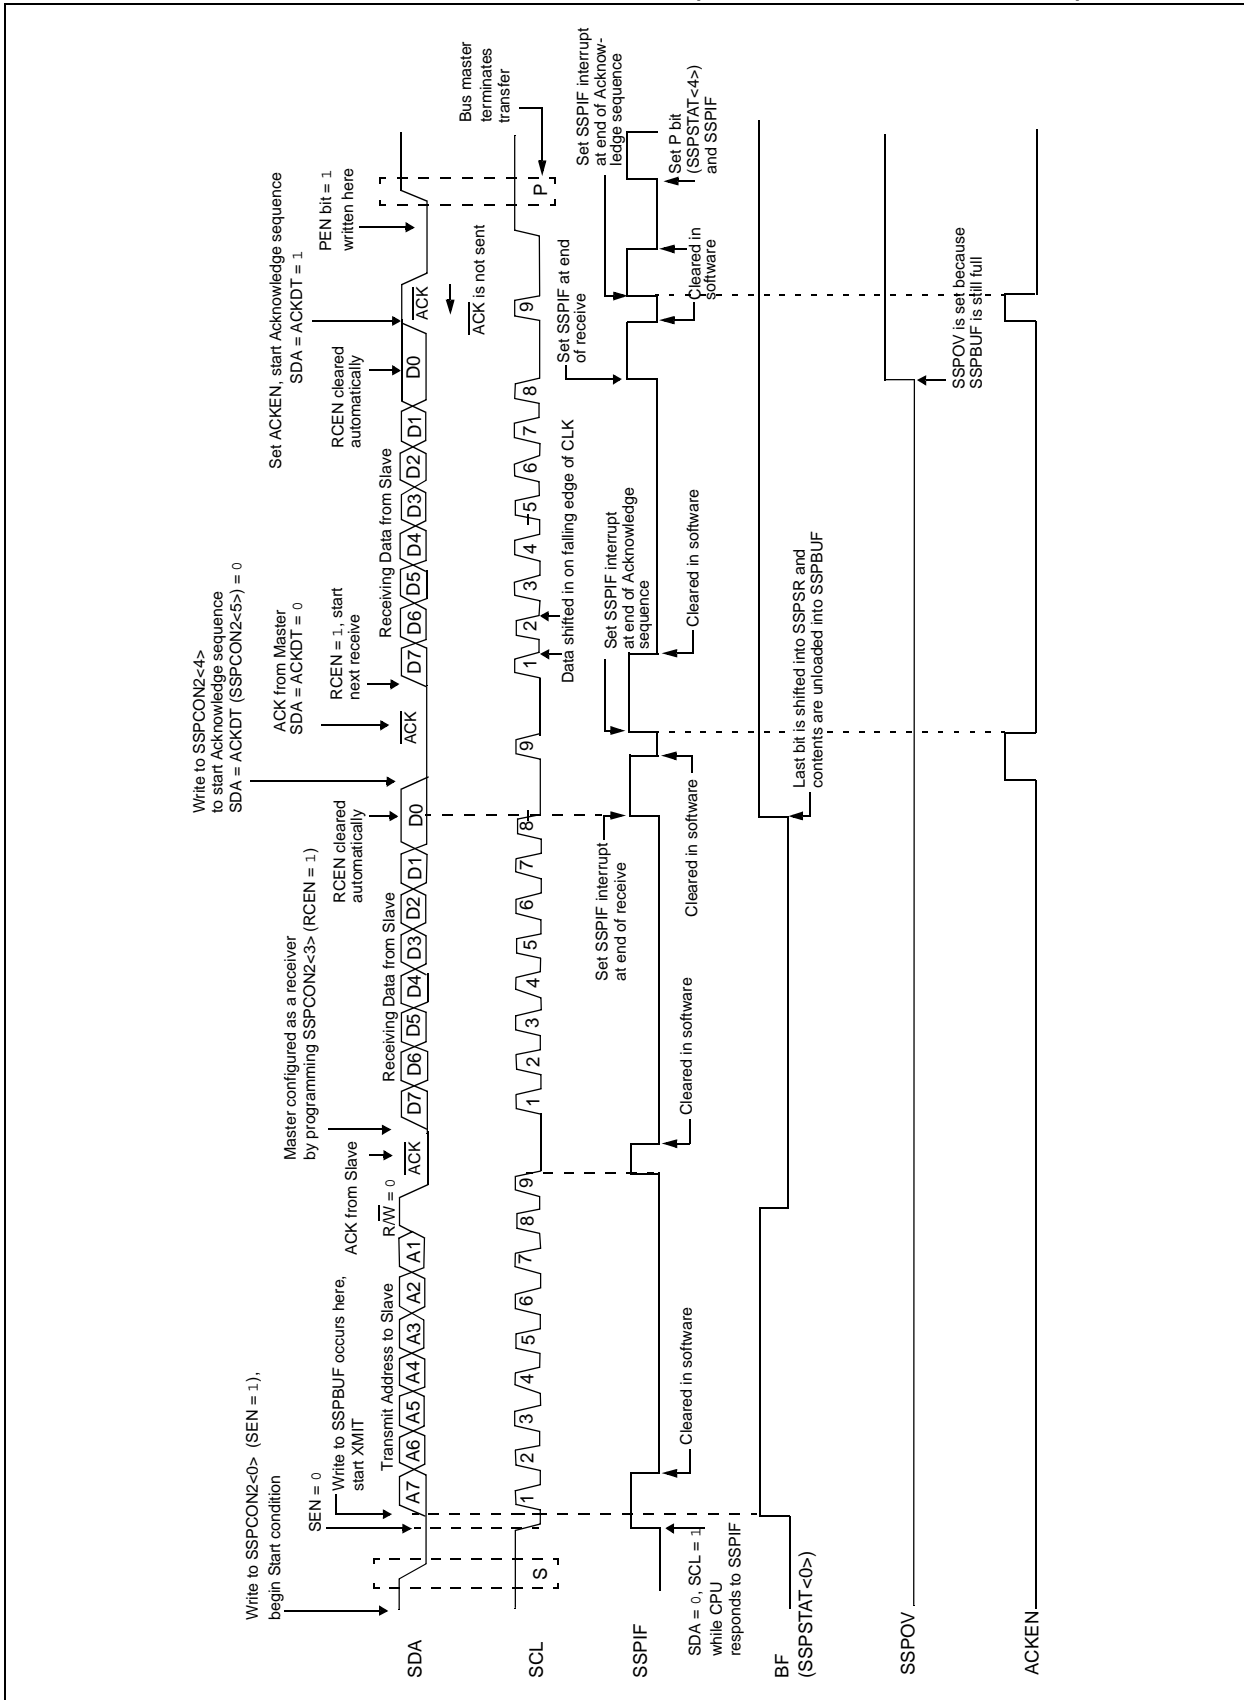 Write to SSPCON2<0> (SEN = 1),
begin Start condition
SEN = 0
Write to SSPBUF occurs here,
start XMIT
ACK from Slave
Master configured as a receiver
by programming SSPCON2<3> (RCEN = 1)
RCEN cleared
automatically
Write to SSPCON2<4>
to start Acknowledge sequence
SDA = ACKDT (SSPCON2<5>) = 0
ACK from Master
SDA = ACKDT = 0
RCEN = 1, start
next receive
RCEN cleared
automatically
Set ACKEN, start Acknowledge sequence
SDA = ACKDT = 1
PEN bit = 1
written here
Transmit Address to Slave
R/W = 0
Receiving Data from Slave
Receiving Data from Slave
SDA
A7 A6 A5 A4 A3 A2 A1 ACK D7 D6 D5 D4 D3 D2 D1 D0 ACK D7 D6 D5 D4 D3 D2 D1 D0 ACK
ACK is not sent
Bus master
terminates
transfer
SCL
S 1 2 3 4 5 6 7 8 9 1 2 3 4 5 6 7 8 9 1 2 3 4 5 6 7 8 9 P
Data shifted in on falling edge of CLK
Set SSPIF interrupt
at end of receive
Set SSPIF interrupt
at end of Acknowledge
sequence
Set SSPIF at end
of receive
Set SSPIF interrupt
at end of Acknow-
ledge sequence
SSPIF
SDA = 0, SCL = 1
while CPU
responds to SSPIF
Cleared in software
Cleared in software
Cleared in software
Cleared in software
Cleared in
software
Set P bit
(SSPSTAT<4>)
and SSPIF
BF
(SSPSTAT<0>)
Last bit is shifted into SSPSR and
contents are unloaded into SSPBUF
SSPOV
SSPOV is set because
SSPBUF is still full
ACKEN